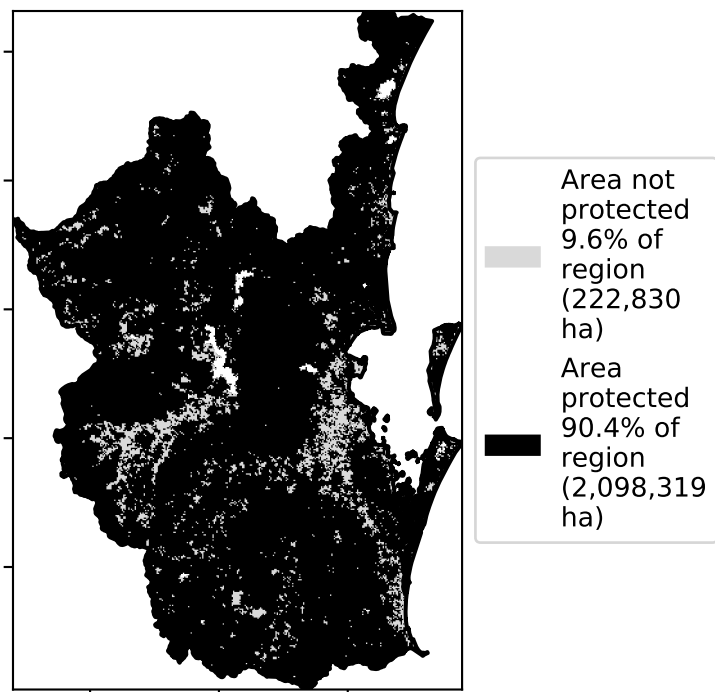 Area not
protected
9.6% of
region
(222,830
ha)
Area
protected
90.4% of
region
(2,098,319
ha)